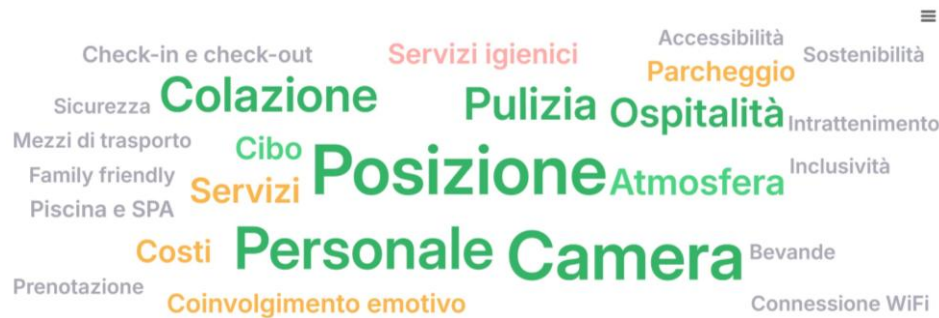 Check-in e check-out
Servizi igienici
Accessibilità
Sostenibilità
Parcheggio
Sicurezza
Colazione
Pulizia
Ospitalità
Intrattenimento
Mezzi di trasporto
Cibo
Posizione
Atmosfera
Inclusività
Family friendly
Servizi
Piscina e SPA
Costi
Personale
Camera
Bevande
Prenotazione
Coinvolgimento emotivo
Connessione WiFi